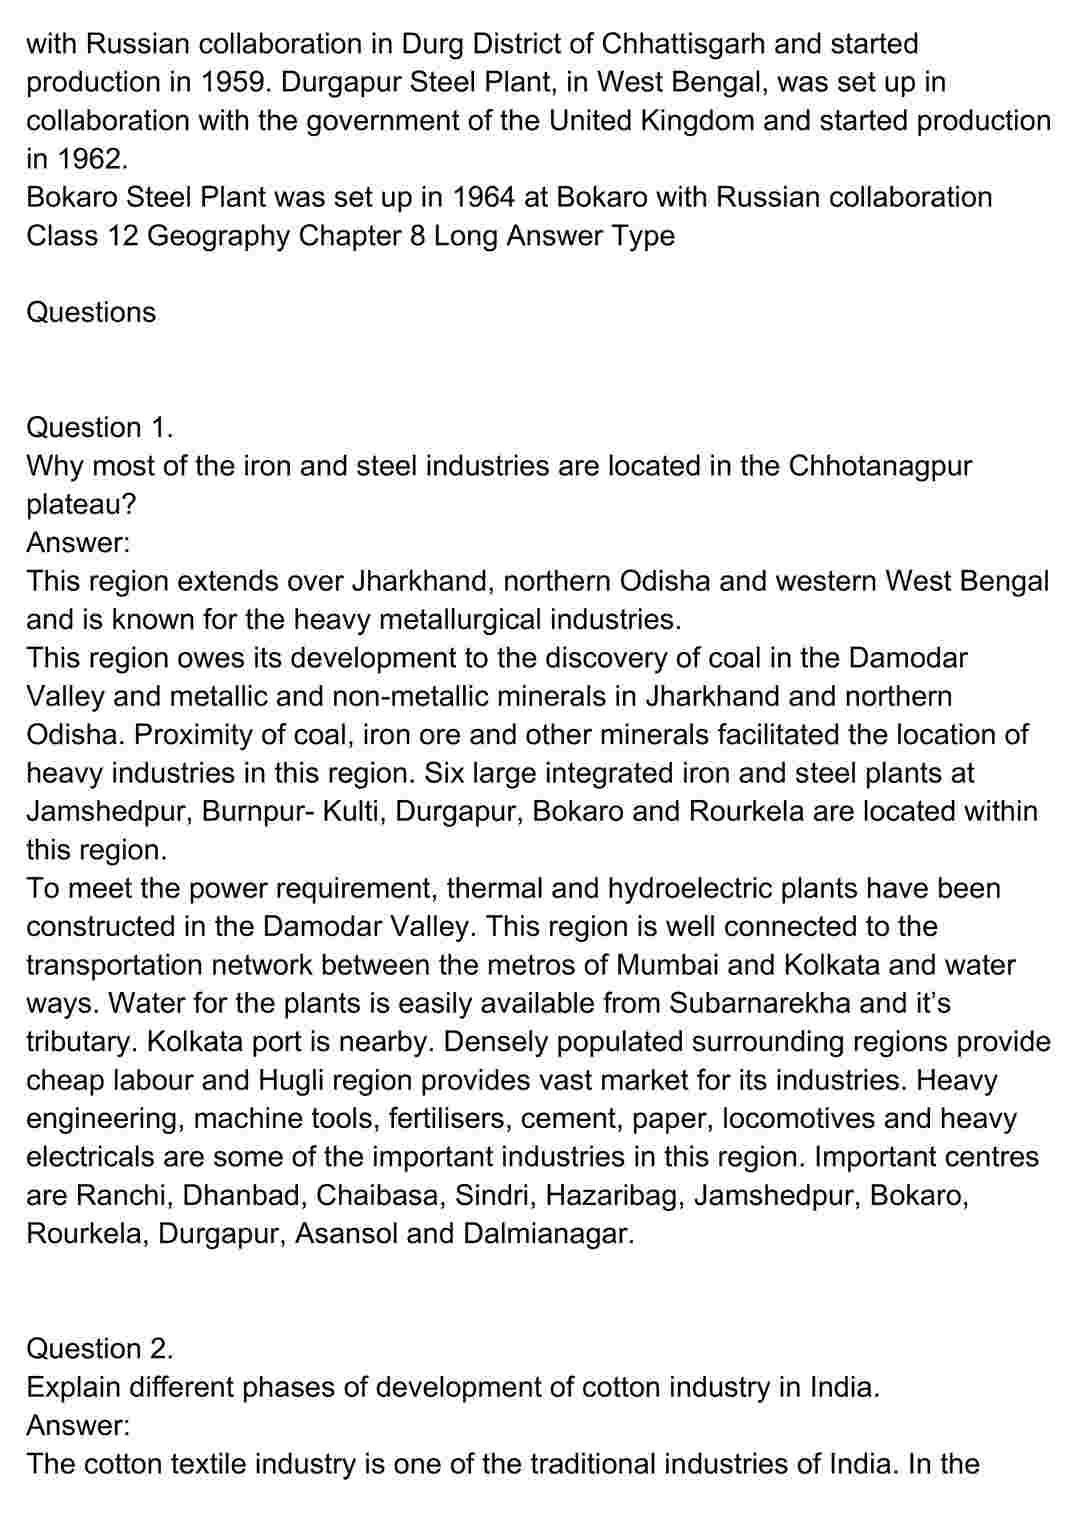 with Russian collaboration in Durg District of Chhattisgarh and started
production in 1959. Durgapur Steel Plant, in West Bengal, was set up in
collaboration with the government of the United Kingdom and started production
in 1962.
Bokaro Steel Plant was set up in 1964 at Bokaro with Russian collaboration
Class 12 Geography Chapter 8 Long Answer Type
Questions
Question 1.
Why most of the iron and steel industries are located in the Chhotanagpur
plateau?
Answer:
This region extends over Jharkhand, northern Odisha and western West Bengal
and is known for the heavy metallurgical industries.
This region owes its development to the discovery of coal in the Damodar
Valley and metallic and non-metallic minerals in Jharkhand and northern
Odisha. Proximity of coal, iron ore and other minerals facilitated the location of
heavy industries in this region. Six large integrated iron and steel plants at
Jamshedpur, Burnpur- Kulti, Durgapur, Bokaro and Rourkela are located within
this region.
To meet the power requirement, thermal and hydroelectric plants have been
constructed in the Damodar Valley. This region is well connected to the
transportation network between the metros of Mumbai and Kolkata and water
ways. Water for the plants is easily available from Subarnarekha and it's
tributary. Kolkata port is nearby. Densely populated surrounding regions provide
cheap labour and Hugli region provides vast market for its industries. Heavy
engineering, machine tools, fertilisers, cement, paper, locomotives and heavy
electricals are some of the important industries in this region. Important centres
are Ranchi, Dhanbad, Chaibasa, Sindri, Hazaribag, Jamshedpur, Bokaro,
Rourkela, Durgapur, Asansol and Dalmianagar.
Question 2.
Explain different phases of development of cotton industry in India.
Answer:
The cotton textile industry is one of the traditional industries of India. In the